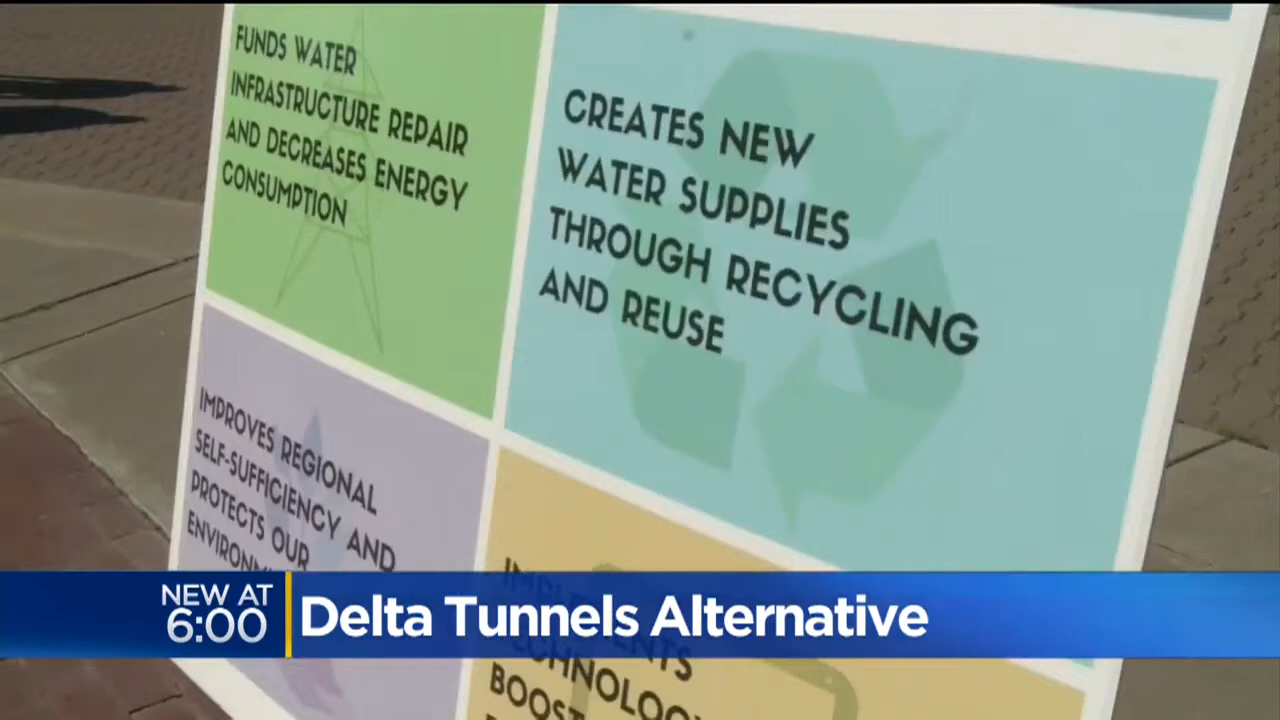 FUNDS WATER
INFRASTRUCTURE REPAIR
AND DECREASES ENERGY
CONSUMPTION
CREATES NEW
WATER SUPPLIES
THROUGH RECYCLING
AND REUSE
IMPROVES REGIONAL
SELF-SUFFICIENCY AND
PROTECTS OUR
BOOST
NEW AT
6:00
Delta Tunnels Alternative